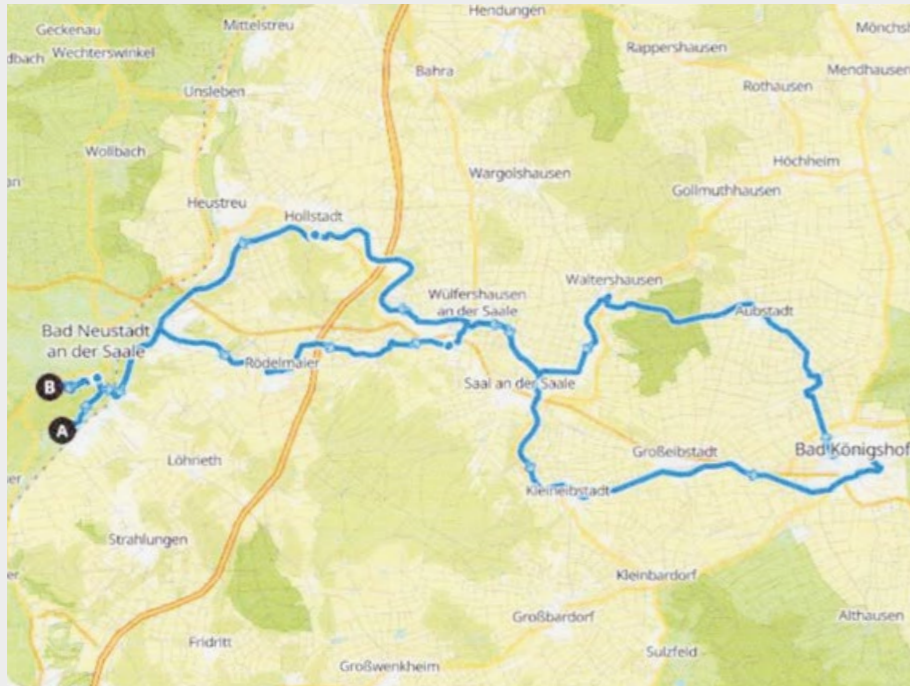 Geckenau
Mittelstreu
Hendungen
Rappershausen
dbach
Wechterswinkel
Bahra
Mendhausen
Rothausen
Unsleben
Wollbach
Höchheim
Wargolshausen
Gollmuthhausen
Heustreu
Hollstadt
Waltershausen
Wülfershausen
an der Saale
Aubstadt
Bad Neustadt
an der Saale
Rödelmaier
B
Saal an der Saale
A
Großeibstadt
Bad Königshof
Löhrieth
Kleineibstadt
Strahlungen
Kleinbardorf
Großbardorf
Althausen
Fridritt
Sulzfeld
Großwenkheim